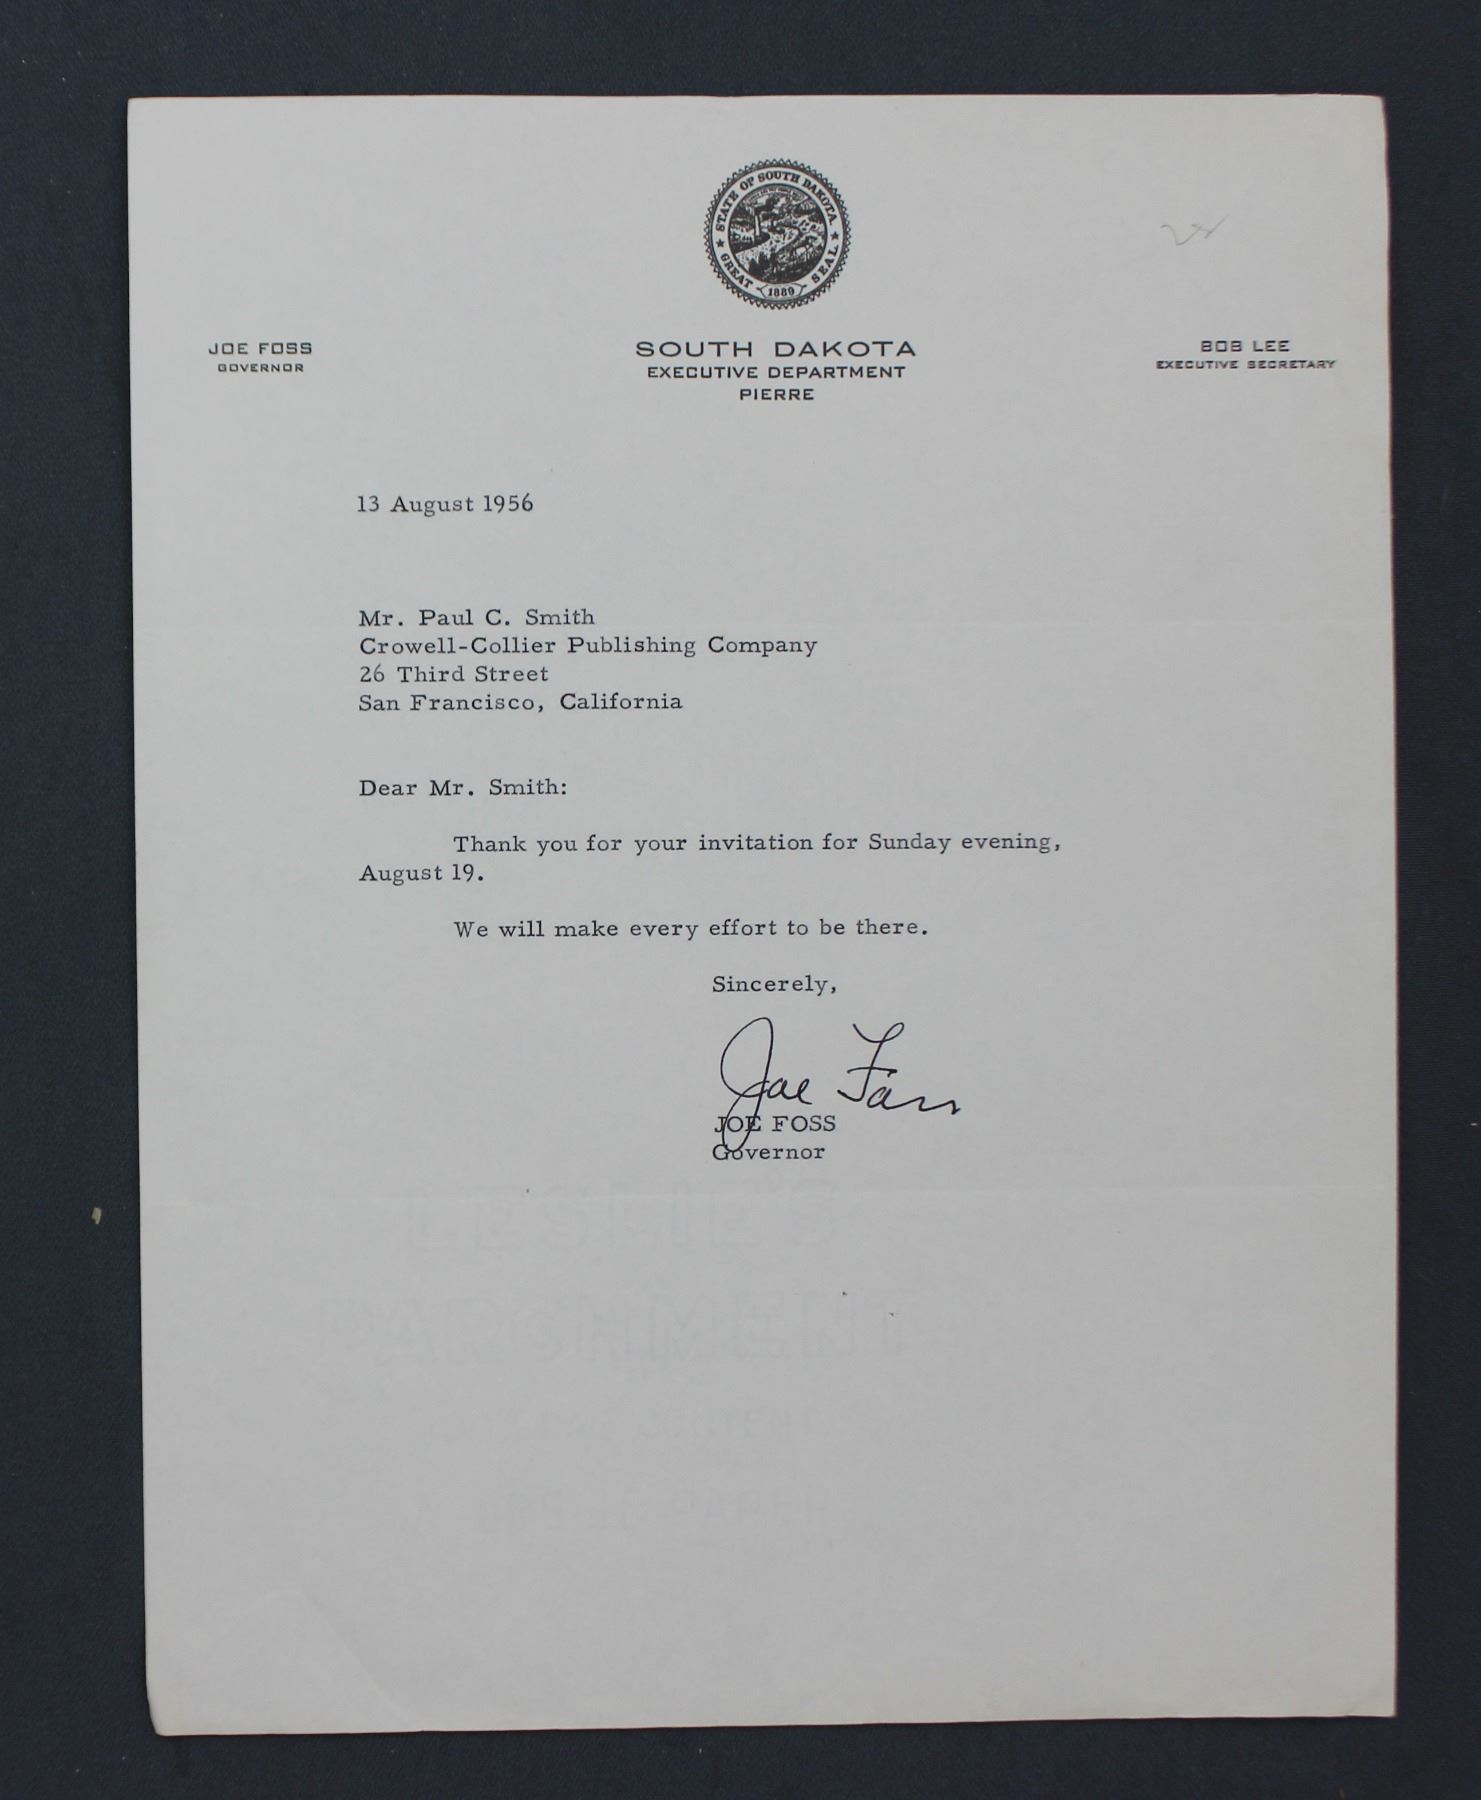 STATE OF SOUTH DAKOTA
GREAT SEAL
1889
JOE FOSS
GOVERNOR
SOUTH DAKOTA
EXECUTIVE DEPARTMENT
PIERRE
BOB LEE
EXECUTIVE SECRETARY
13 August 1956
Mr. Paul C. Smith
Crowell-Collier Publishing Company
26 Third Street
San Francisco, California
Dear Mr. Smith:
Thank you for your invitation for Sunday evening,
August 19.
We will make every effort to be there.
Sincerely,
Joe Foss
JOE FOSS
Governor
LESLIE'S
PARCHMENT